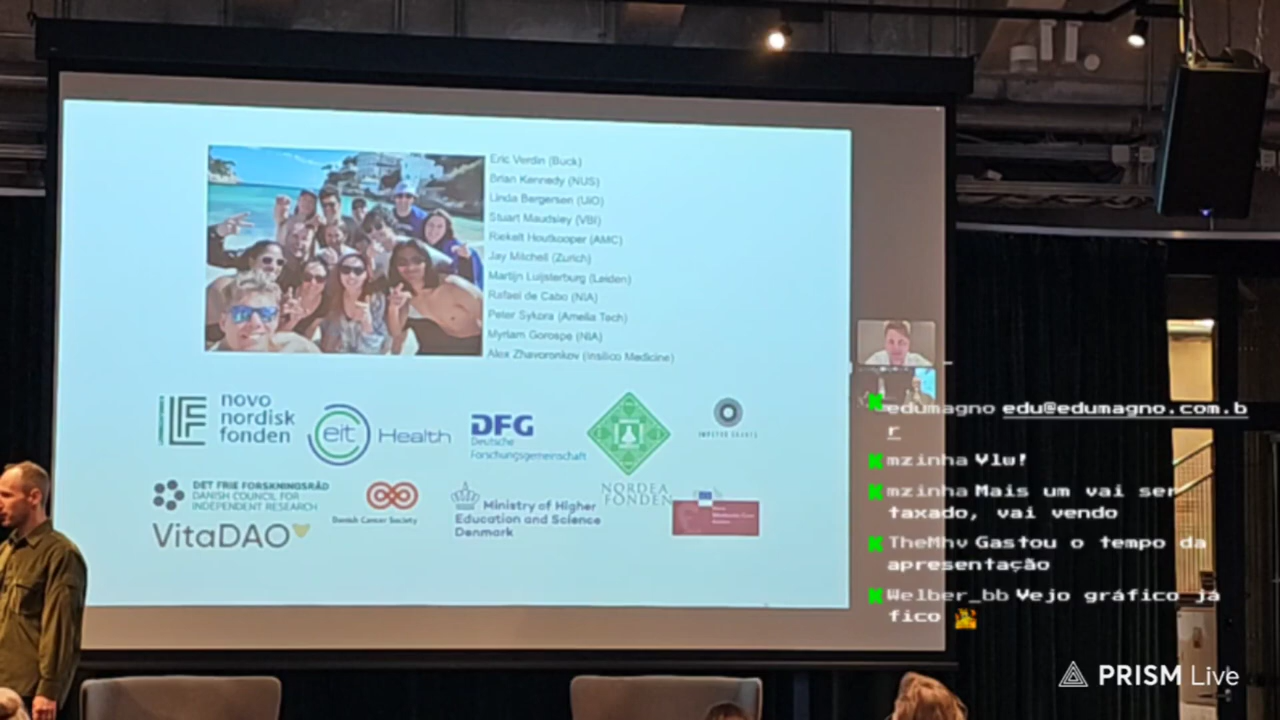 Eric Verdin (Buck)
Brian Kennedy (NUS)
Linda Bergersen (UiO)
Stuart Maudsley (VBI)
Riekelt Houtkooper (AMC)
Jay Mitchell (Zurich)
Martijn Luijsterburg (Leiden)
Rafael de Cabo (NIA)
Peter Sykora (Amelia Tech)
Myriam Gorospe (NIA)
Alex Zhavoronkov (Insilico Medicine)
novo
nordisk
fonden
eit Health
DFG
Deutsche
Forschungsgemeinschaft
DET FRIE FORSKNINGSRÅD
DANISH COUNCIL FOR
INDEPENDENT RESEARCH
Danish Cancer Society
Ministry of Higher
Education and Science
Denmark
NORDEA
FONDEN
VitaDAO
edumagno edu@edumagno.com.b
r
mzinha Vlw!
mzinha Mais um vai ser
taxado, vai vendo
TheMhv Gastou o tempo da
apresentação
Welber_bb Vejo gráfico já
fico
PRISM Live